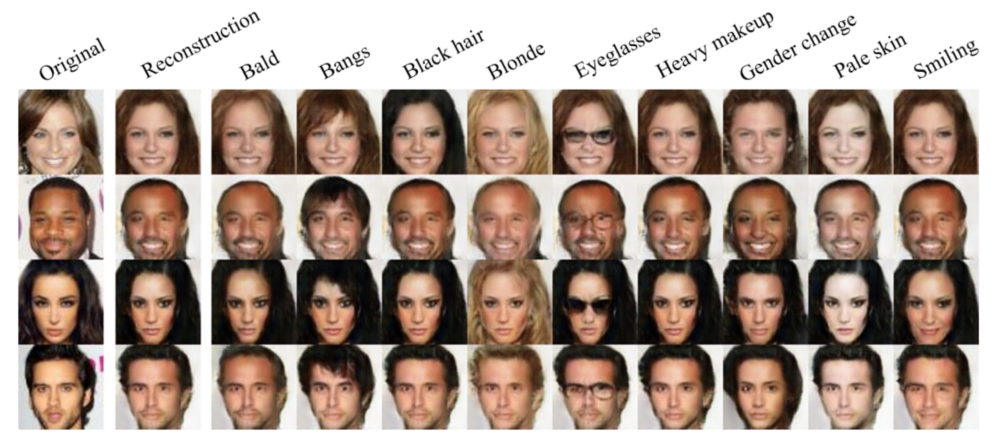 Original
Reconstruction
Bald
Bangs
Black hair
Blonde
Eyeglasses
Heavy makeup
Gender change
Pale skin
Smiling